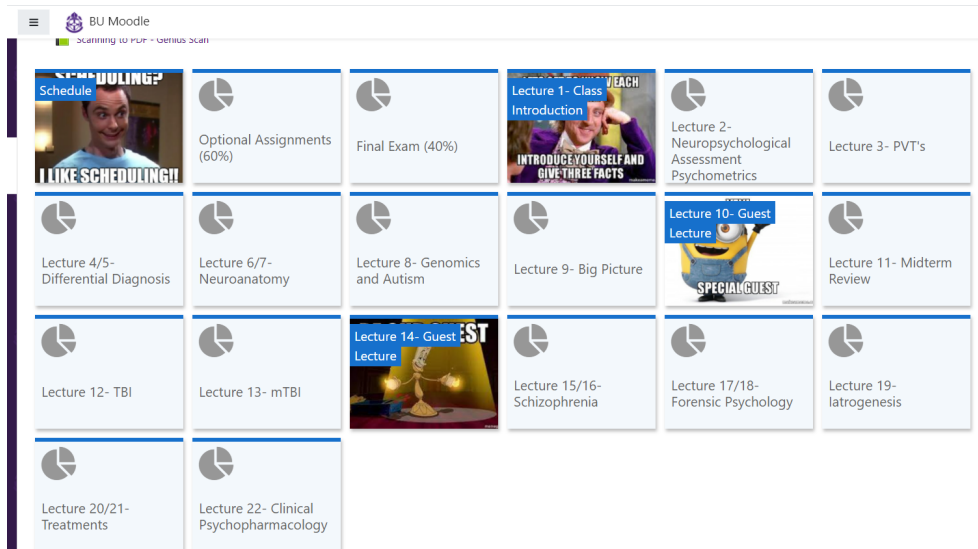 BU Moodle
Scanning to PDF - Genius Scan
Schedule
I LIKE SCHEDULING!!
Optional Assignments
(60%)
Final Exam (40%)
EACH
Lecture 1- Class
Introduction
INTRODUCE YOURSELF AND
GIVE THREE FACTS
Lecture 2-
Neuropsychological
Assessment
Psychometrics
Lecture 3- PVT's
Lecture 4/5-
Differential Diagnosis
Lecture 6/7-
Neuroanatomy
Lecture 8- Genomics
and Autism
Lecture 9- Big Picture
Lecture 10- Guest
Lecture
SPECIAL GUEST
Lecture 11- Midterm
Review
Lecture 12- TBI
Lecture 13- mTBI
Lecture 14- Guest
Lecture
Lecture 15/16-
Schizophrenia
Lecture 17/18-
Forensic Psychology
Lecture 19-
Iatrogenesis
Lecture 20/21-
Treatments
Lecture 22- Clinical
Psychopharmacology